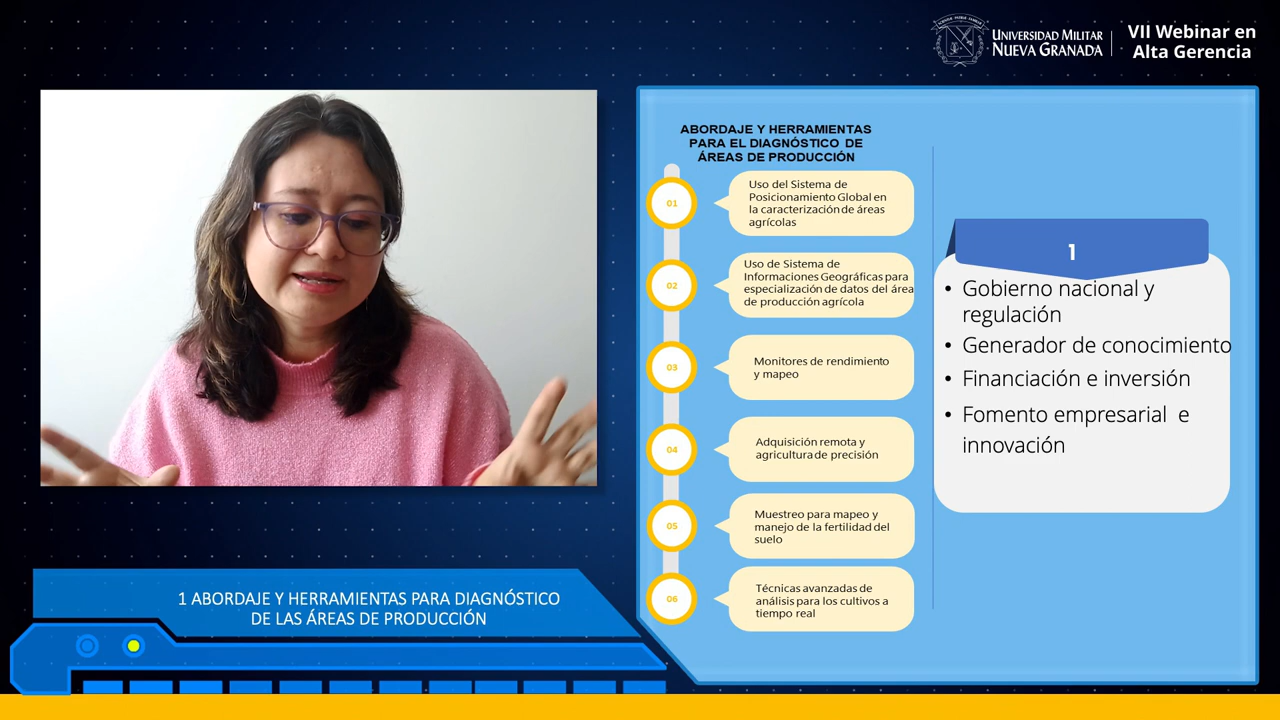 UNIVERSIDAD MILITAR
NUEVA GRANADA
VII Webinar en
Alta Gerencia
ABORDAJE Y HERRAMIENTAS
PARA EL DIAGNÓSTICO DE
ÁREAS DE PRODUCCIÓN
01
Uso del Sistema de
Posicionamiento Global en
la caracterización de áreas
agrícolas
02
Uso de Sistema de
Informaciones Geográficas para
especialización de datos del área
de producción agrícola
03
Monitores de rendimiento
y mapeo
04
Adquisición remota y
agricultura de precisión
05
Muestreo para mapeo y
manejo de la fertilidad del
suelo
06
Técnicas avanzadas de
análisis para los cultivos a
tiempo real
1
• Gobierno nacional y
regulación
• Generador de conocimiento
• Financiación e inversión
• Fomento empresarial e
innovación
1 ABORDAJE Y HERRAMIENTAS PARA DIAGNÓSTICO
DE LAS ÁREAS DE PRODUCCIÓN